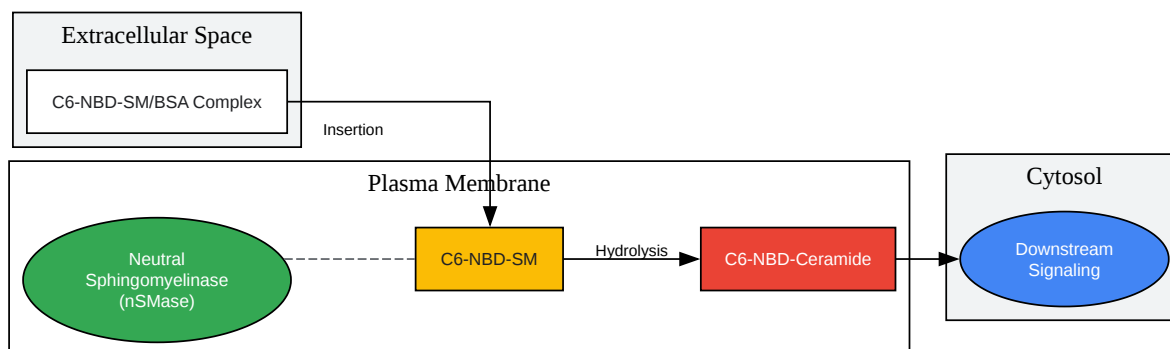 Extracellular Space
C6-NBD-SM/BSA Complex
Insertion
Plasma Membrane
Neutral
Sphingomyelinase
(nSMase)
C6-NBD-SM
Hydrolysis
C6-NBD-Ceramide
Cytosol
Downstream
Signaling